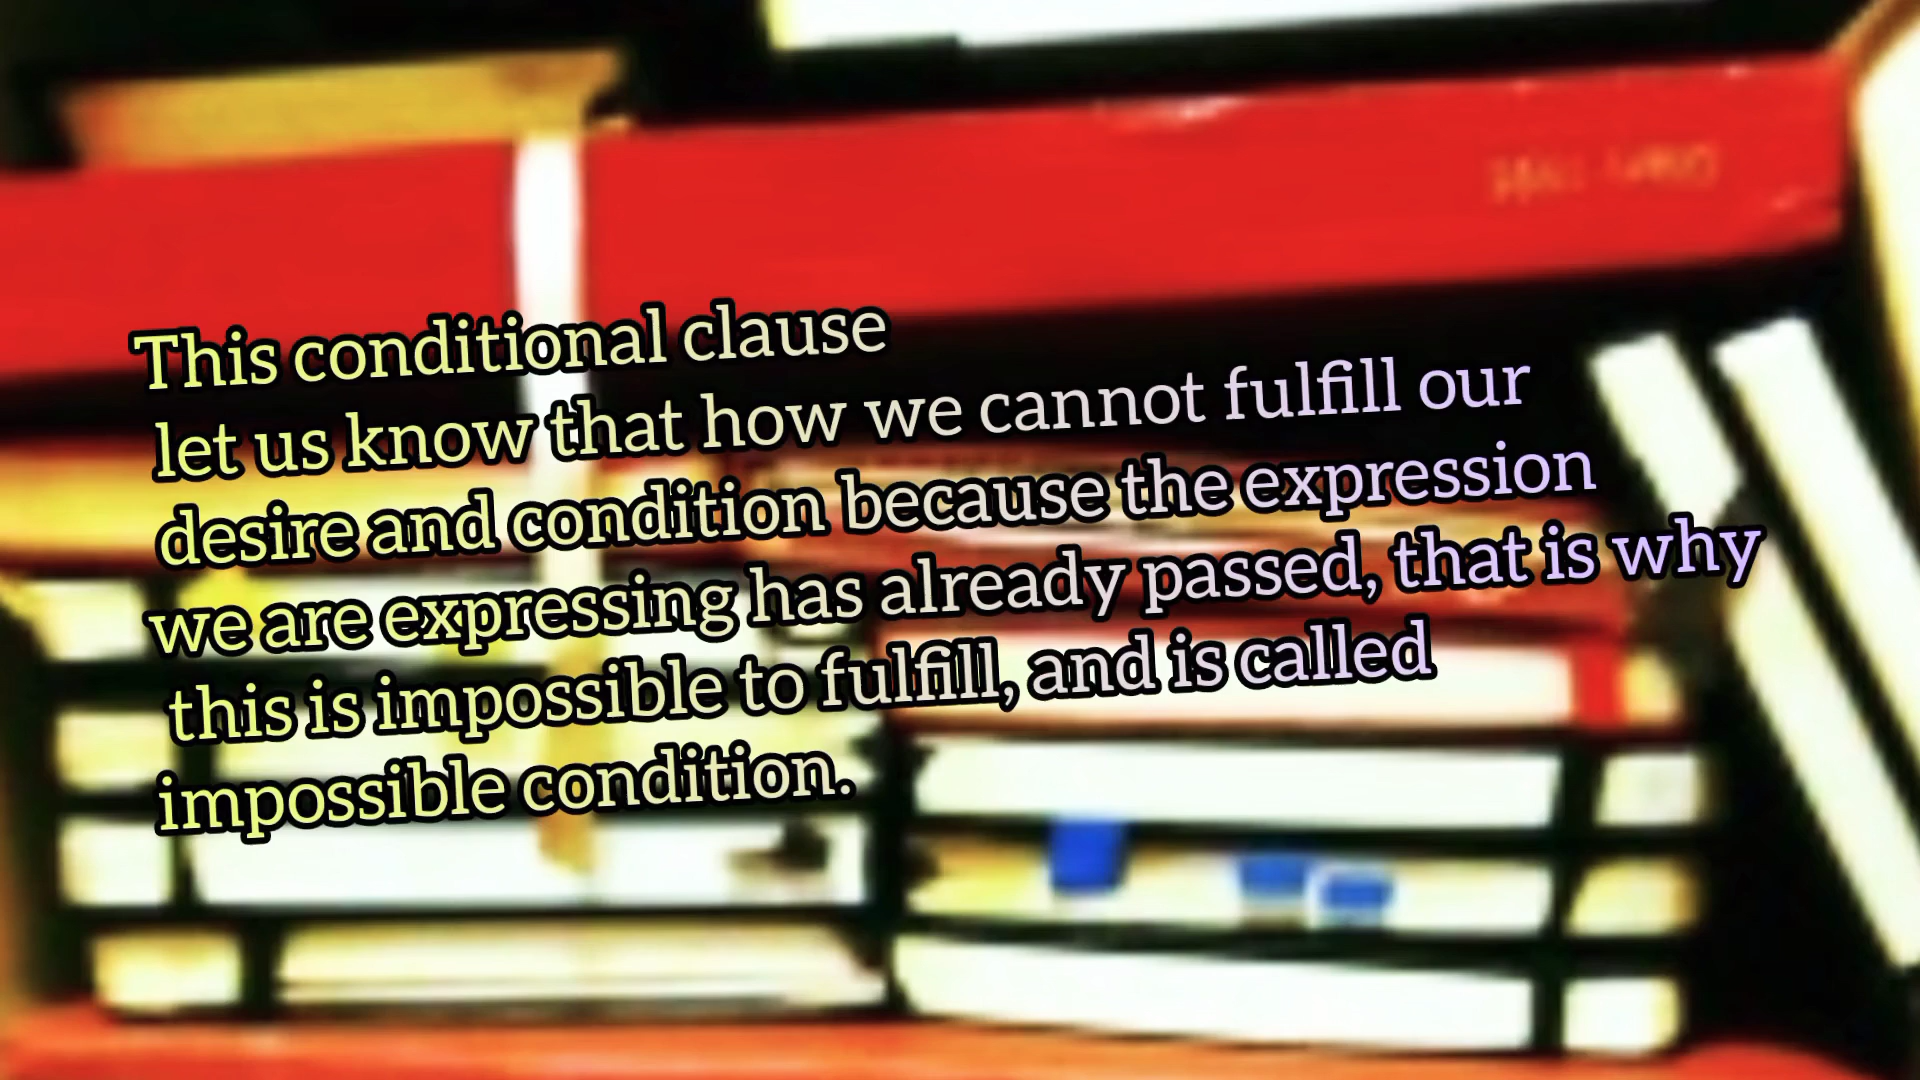 This conditional clause
let us know that how we cannot fulfill our
desire and condition because the expression
we are expressing has already passed, that is why
this is impossible to fulfill, and is called
impossible condition.